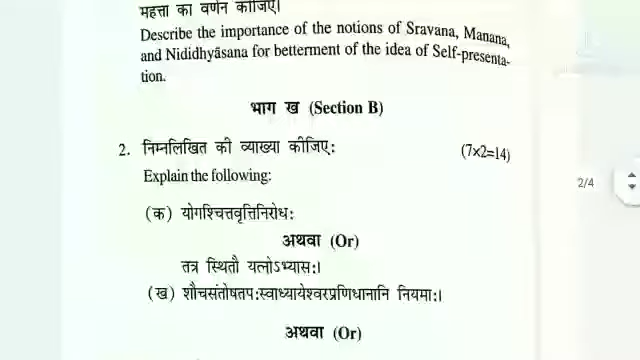 महत्ता का वर्णन कीजिए।
Describe the importance of the notions of Sravana, Manana,
and Nididhyāsana for betterment of the idea of Self-presenta-
tion.
भाग ख (Section B)
2. निम्नलिखित की व्याख्या कीजिए: (7×2=14)
Explain the following:
(क) योगश्चित्तवृत्तिनिरोधः
अथवा (Or)
तत्र स्थितौ यत्नोऽभ्यासः।
(ख) शौचसंतोषतपःस्वाध्यायेश्वरप्रणिधानानि नियमाः।
अथवा (Or)
2/4